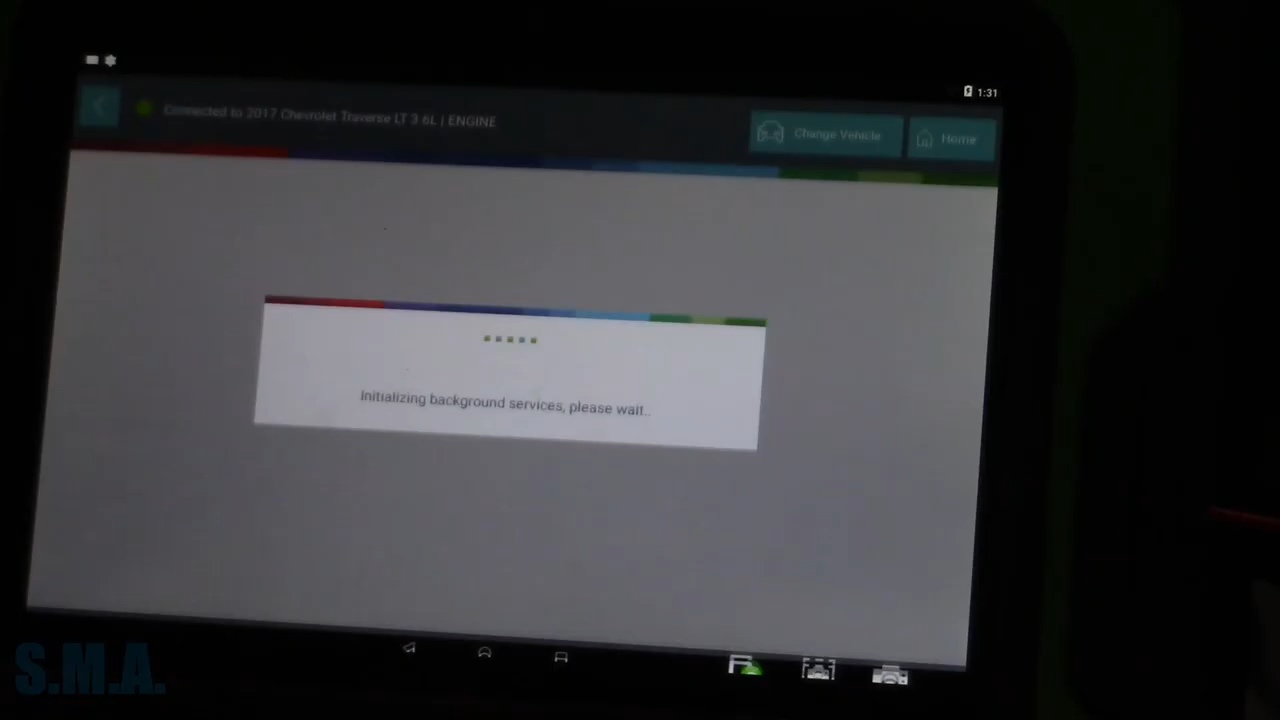 1:31
Connected to 2017 Chevrolet Traverse LT 3.6L | ENGINE
Change Vehicle
Home
Initializing background services, please wait..
S.M.A.